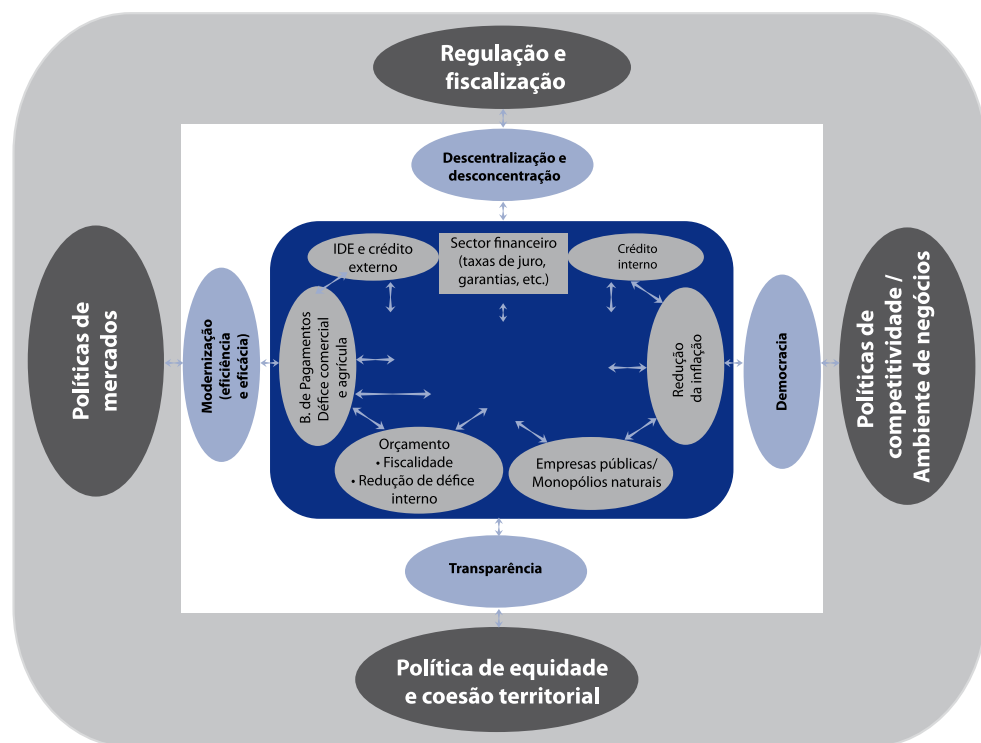 Regulação e
fiscalização
Descentralização e
desconcentração
IDE e crédito
externo
Sector financeiro
(taxas de juro,
garantias, etc.)
Crédito
interno
Políticas de
mercados
Modernização
(eficiência
e eficácia)
B. de Pagamentos
Défice comercial
e agrícula
Redução
da inflação
Democracia
Políticas de
competitividade /
Ambiente de negócios
Orçamento
• Fiscalidade
• Redução de défice
interno
Empresas públicas/
Monopólios naturais
Transparência
Política de equidade
e coesão territorial